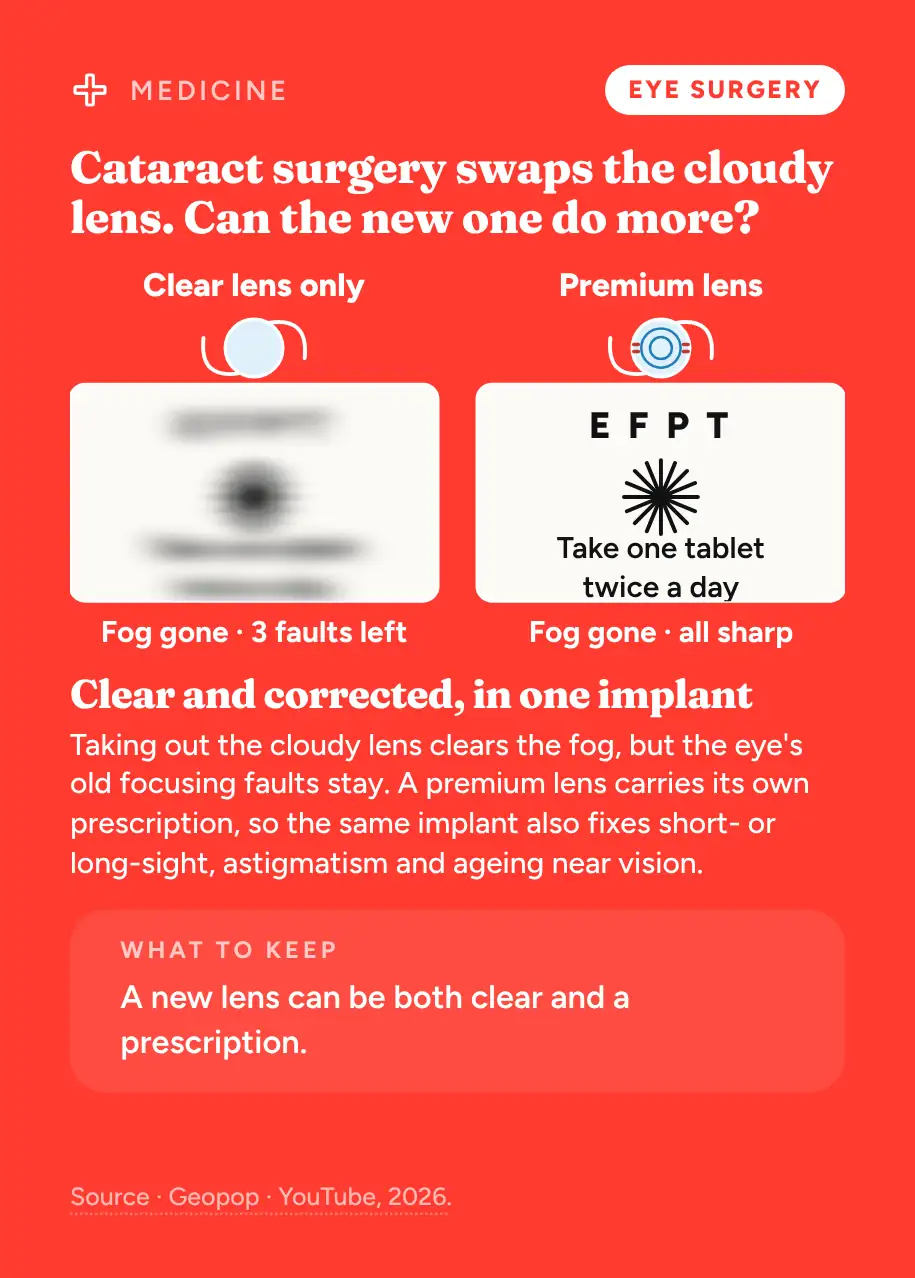 MEDICINE
EYE SURGERY
Cataract surgery swaps the cloudy
lens. Can the new one do more?
Clear lens only
Premium lens
E F P T
Take one tablet
twice a day
Fog gone · 3 faults left
Fog gone · all sharp
Clear and corrected, in one implant
Taking out the cloudy lens clears the fog, but the eye's
old focusing faults stay. A premium lens carries its own
prescription, so the same implant also fixes short- or
long-sight, astigmatism and ageing near vision.
WHAT TO KEEP
A new lens can be both clear and a
prescription.
Source · Geopop · YouTube, 2026.